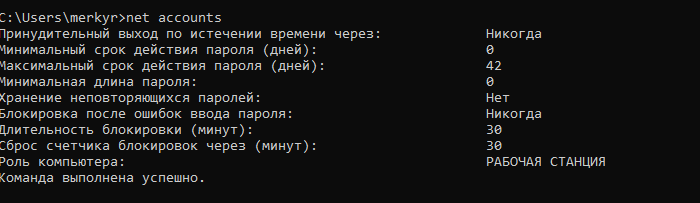 C:\Users\merkyr>net accounts
Принудительный выход по истечении времени через: Никогда
Минимальный срок действия пароля (дней): 0
Максимальный срок действия пароля (дней): 42
Минимальная длина пароля: 0
Хранение неповторяющихся паролей: Нет
Блокировка после ошибок ввода пароля: Никогда
Длительность блокировки (минут): 30
Сброс счетчика блокировок через (минут): 30
Роль компьютера: РАБОЧАЯ СТАНЦИЯ
Команда выполнена успешно.